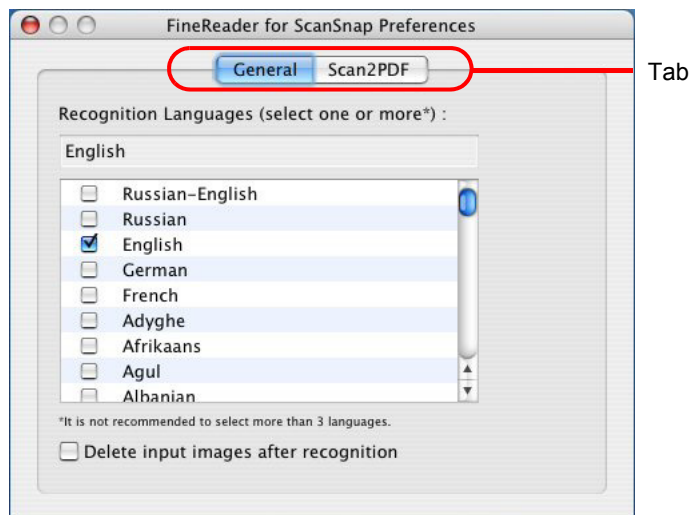 FineReader for ScanSnap Preferences
General Scan2PDF
Tab
Recognition Languages (select one or more*) :
English
Russian-English
Russian
English
German
French
Adyghe
Afrikaans
Agul
Albanian
*It is not recommended to select more than 3 languages.
Delete input images after recognition